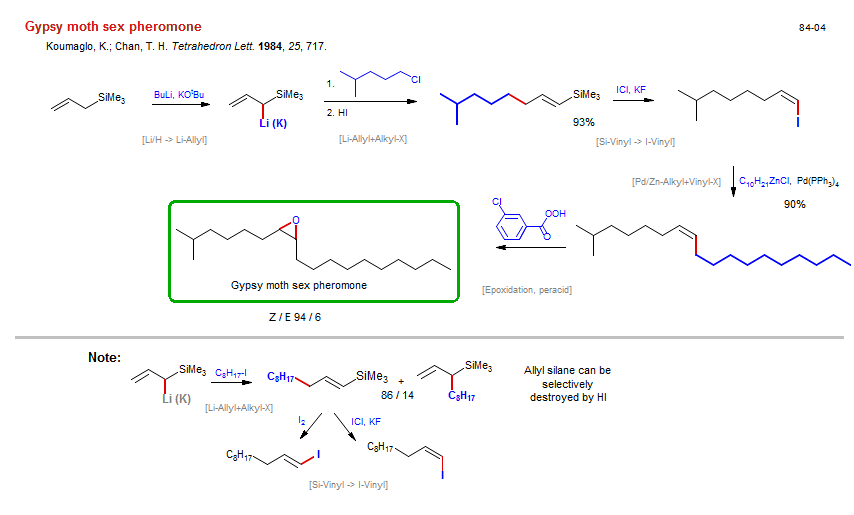 Gypsy moth sex pheromone
84-04
Koumaglo, K.; Chan, T. H. Tetrahedron Lett. 1984, 25, 717.
SiMe3
BuLi, KOtBu
[Li/H -> Li-Allyl]
SiMe3
Li (K)
1.
Cl
2. HI
[Li-Allyl+Alkyl-X]
SiMe3
93%
ICl, KF
[Si-Vinyl -> I-Vinyl]
I
[Pd/Zn-Alkyl+Vinyl-X]
C10H21ZnCl, Pd(PPh3)4
90%
Cl
OOH
O
[Epoxidation, peracid]
O
Gypsy moth sex pheromone
Z / E 94 / 6
Note:
SiMe3
Li (K)
C8H17-I
[Li-Allyl+Alkyl-X]
C8H17
SiMe3
+
86 / 14
SiMe3
C8H17
Allyl silane can be
selectively
destroyed by HI
I2
ICl, KF
C8H17
I
C8H17
I
[Si-Vinyl -> I-Vinyl]